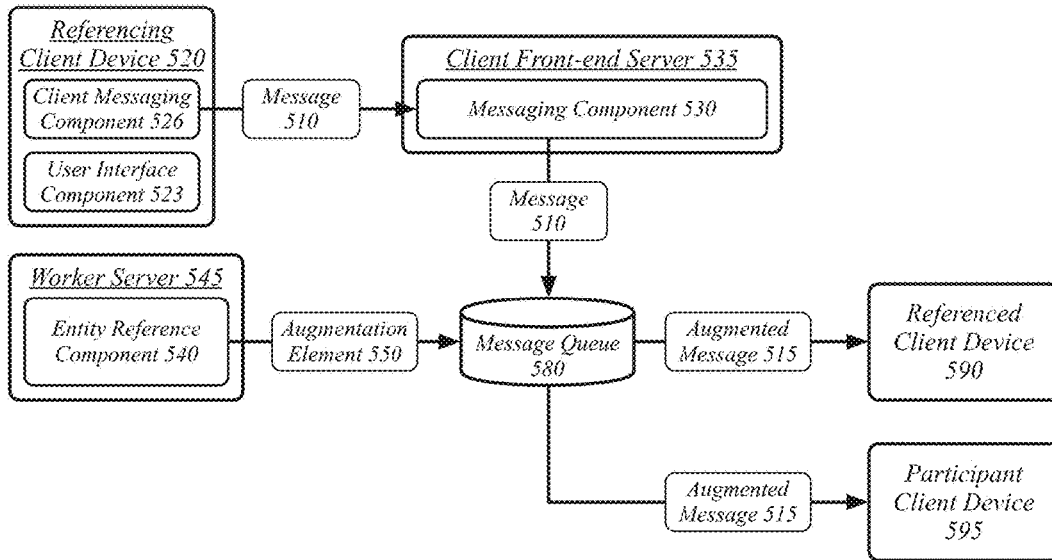 Referencing
Client Device 520
Client Messaging
Component 526
User Interface
Component 523
Message
510
Client Front-end Server 535
Messaging Component 530
Message
510
Worker Server 545
Entity Reference
Component 540
Augmentation
Element 550
Message Queue
580
Augmented
Message 515
Referenced
Client Device
590
Augmented
Message 515
Participant
Client Device
595